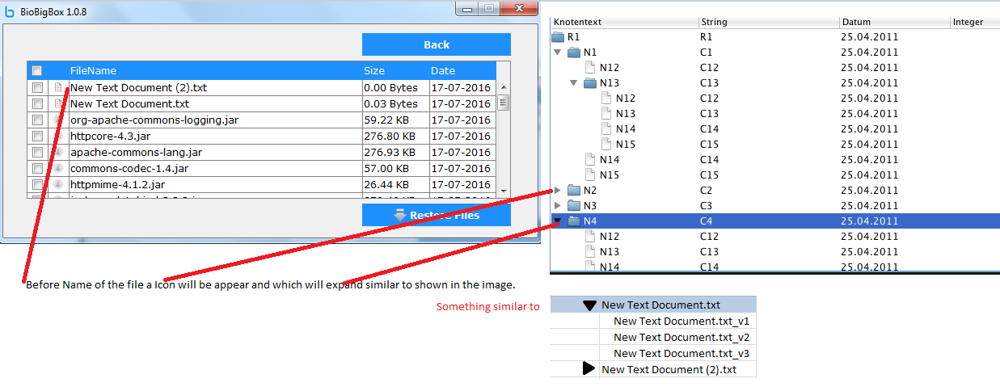 BioBigBox 1.0.8
Back
FileName Size Date
New Text Document (2).txt 0.00 Bytes 17-07-2016
New Text Document.txt 0.03 Bytes 17-07-2016
org-apache-commons-logging.jar 59.22 KB 17-07-2016
httpcore-4.3.jar 276.80 KB 17-07-2016
apache-commons-lang.jar 276.93 KB 17-07-2016
commons-codec-1.4.jar 57.00 KB 17-07-2016
httpmime-4.1.2.jar 26.44 KB 17-07-2016
Restore Files
Before Name of the file a Icon will be appear and which will expand similar to shown in the image.
Something similar to
Knotentext String Datum Integer
R1 R1 25.04.2011
N1 C1 25.04.2011
N12 C12 25.04.2011
N13 C13 25.04.2011
N12 C12 25.04.2011
N13 C13 25.04.2011
N14 C14 25.04.2011
N15 C15 25.04.2011
N14 C14 25.04.2011
N15 C15 25.04.2011
N2 C2 25.04.2011
N3 C3 25.04.2011
N4 C4 25.04.2011
N12 C12 25.04.2011
N13 C13 25.04.2011
N14 C14 25.04.2011
New Text Document.txt
New Text Document.txt_v1
New Text Document.txt_v2
New Text Document.txt_v3
New Text Document (2).txt